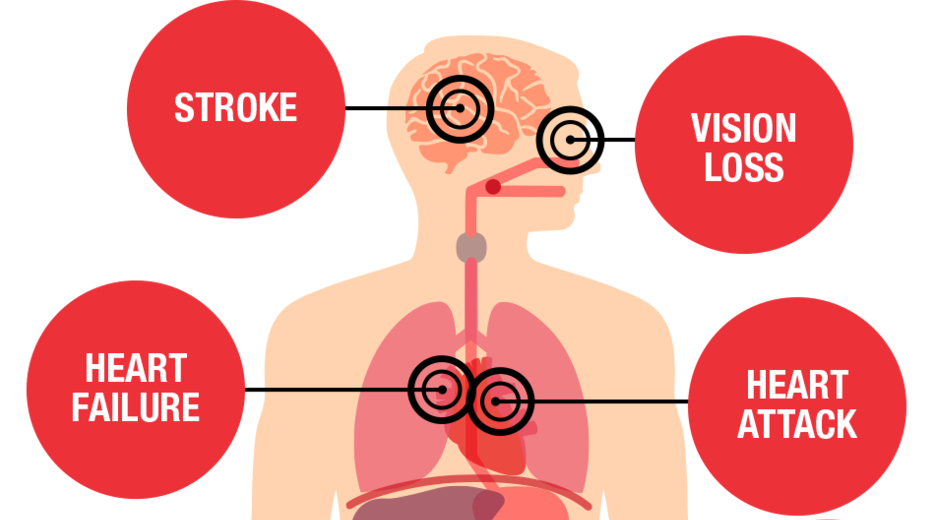 STROKE
VISION
LOSS
HEART
FAILURE
HEART
ATTACK